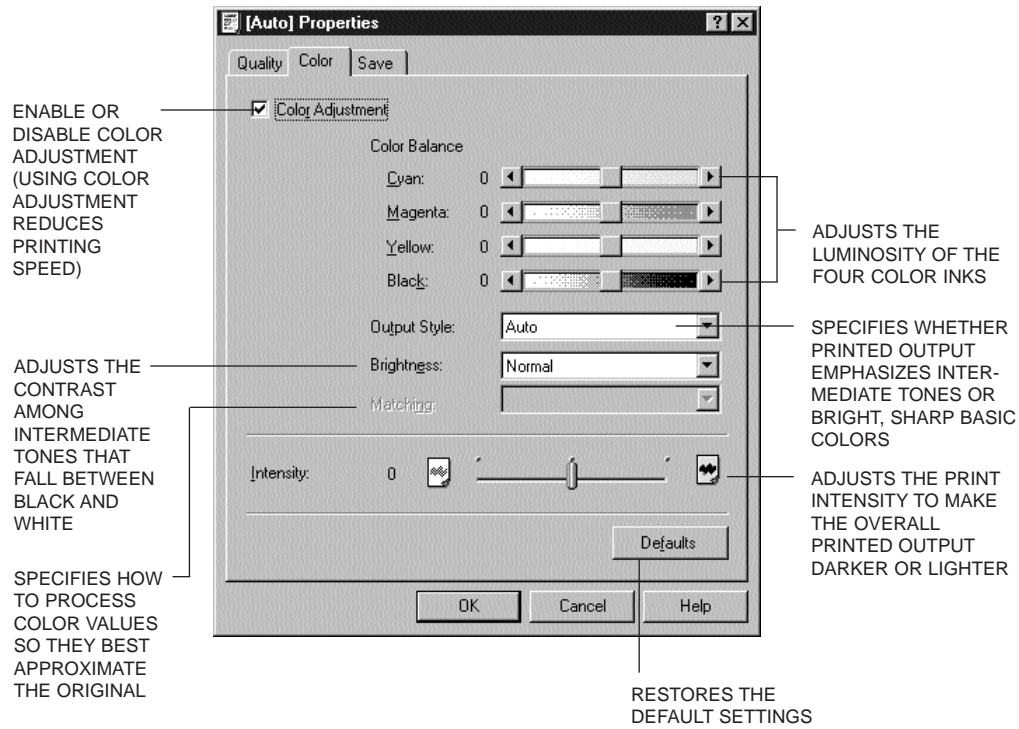 [Auto] Properties
Quality
Color
Save
Color Adjustment
Color Balance
Cyan: 0
Magenta: 0
Yellow: 0
Black: 0
Output Style: Auto
Brightness: Normal
Matching:
Intensity: 0
Defaults
OK
Cancel
Help
ENABLE OR
DISABLE COLOR
ADJUSTMENT
(USING COLOR
ADJUSTMENT
REDUCES
PRINTING
SPEED)
ADJUSTS THE
CONTRAST
AMONG
INTERMEDIATE
TONES THAT
FALL BETWEEN
BLACK AND
WHITE
SPECIFIES HOW
TO PROCESS
COLOR VALUES
SO THEY BEST
APPROXIMATE
THE ORIGINAL
ADJUSTS THE
LUMINOSITY OF THE
FOUR COLOR INKS
SPECIFIES WHETHER
PRINTED OUTPUT
EMPHASIZES INTER-
MEDIATE TONES OR
BRIGHT, SHARP BASIC
COLORS
ADJUSTS THE PRINT
INTENSITY TO MAKE
THE OVERALL
PRINTED OUTPUT
DARKER OR LIGHTER
RESTORES THE
DEFAULT SETTINGS